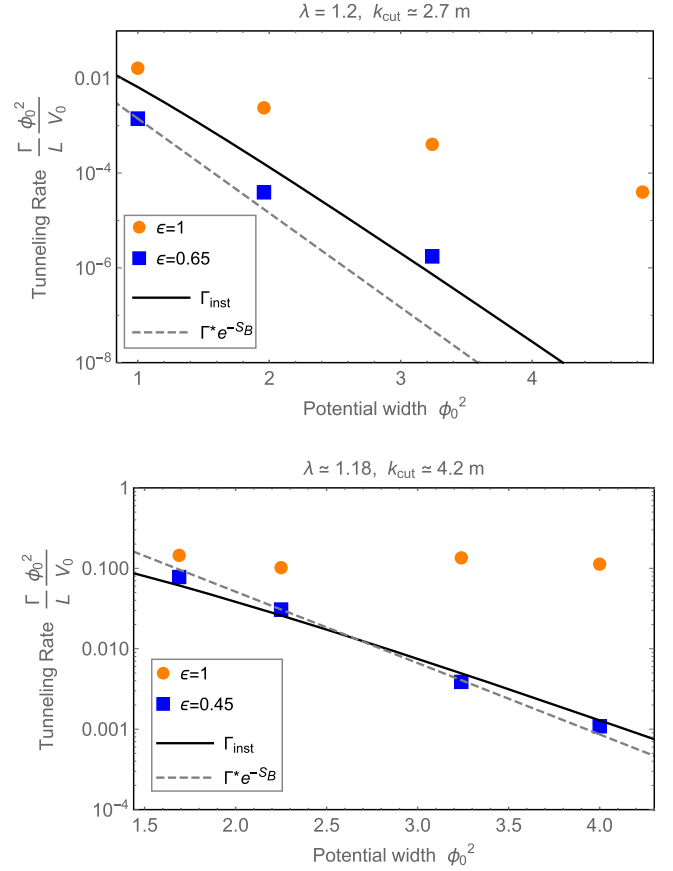 λ = 1.2, k_cut ≃ 2.7 m
Tunneling Rate Γ/L ϕ₀²/V₀
0.01
10⁻⁴
10⁻⁶
10⁻⁸
ϵ=1
ϵ=0.65
Γ_inst
Γ* e^(-S_B)
1 2 3 4
Potential width ϕ₀²
λ ≃ 1.18, k_cut ≃ 4.2 m
Tunneling Rate Γ/L ϕ₀²/V₀
1
0.100
0.010
0.001
10⁻⁴
ϵ=1
ϵ=0.45
Γ_inst
Γ* e^(-S_B)
1.5 2.0 2.5 3.0 3.5 4.0
Potential width ϕ₀²